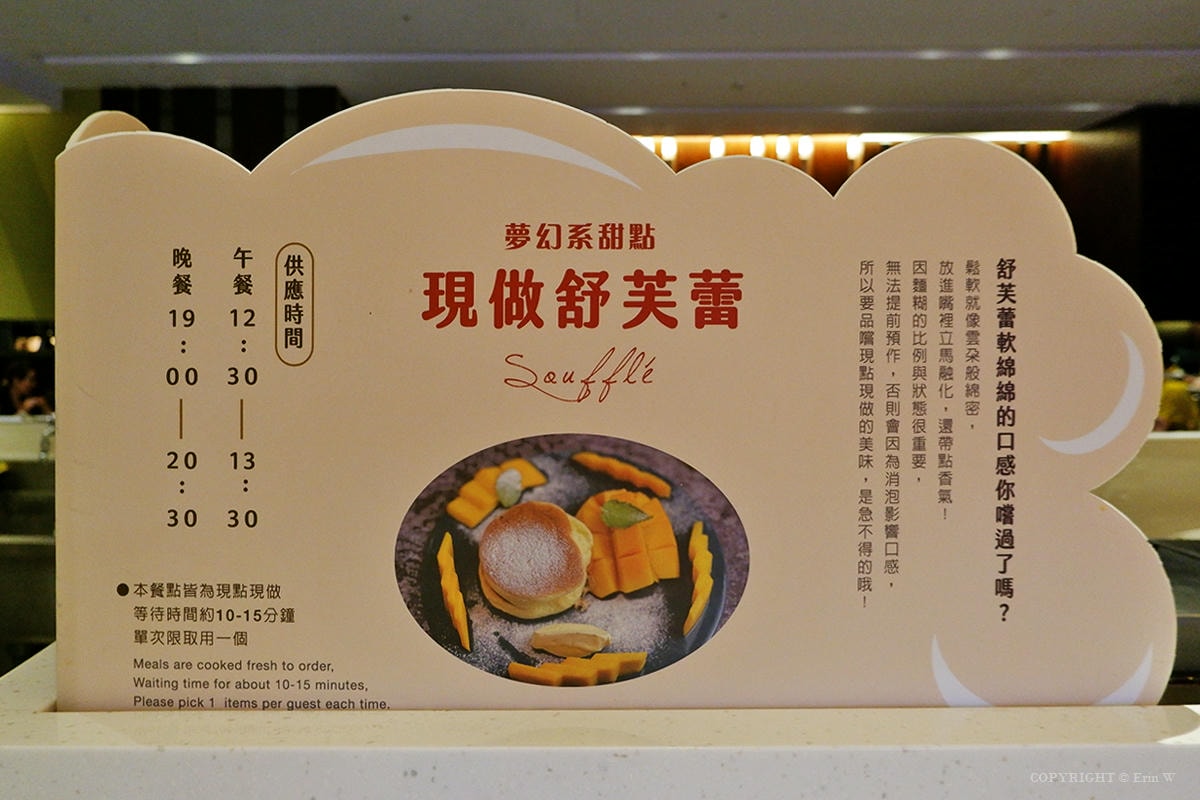 夢幻系甜點
現做舒芙蕾
Soufflé
舒芙蕾軟綿綿的口感你嚐過了嗎?
鬆軟就像雲朵般綿密,
放進嘴裡立馬融化,還帶點香氣!
因麵糊的比例與狀態很重要,
無法提前預作,否則會因為消泡影響口感,
所以要品嚐現點現做的美味,是急不得的哦!
供應時間
午餐 12:30—13:30
晚餐 19:00—20:30
●本餐點皆為現點現做
等待時間約10-15分鐘
單次限取用一個
Meals are cooked fresh to order,
Waiting time for about 10-15 minutes,
Please pick 1 items per guest each time.
COPYRIGHT © Erin W